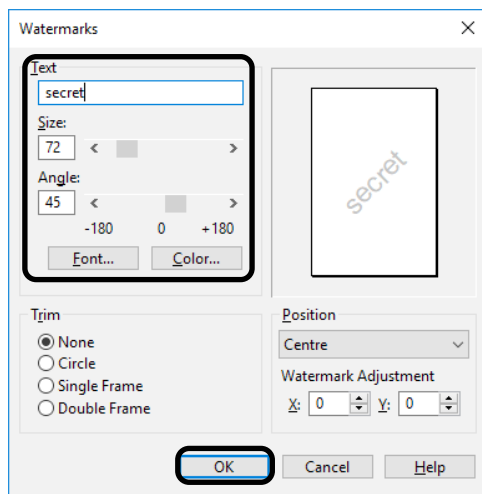 Watermarks
Text
secret
Size:
72
Angle:
45
-180 0 +180
Font... Color...
secret
Trim
None
Circle
Single Frame
Double Frame
Position
Centre
Watermark Adjustment
X: 0 Y: 0
OK Cancel Help